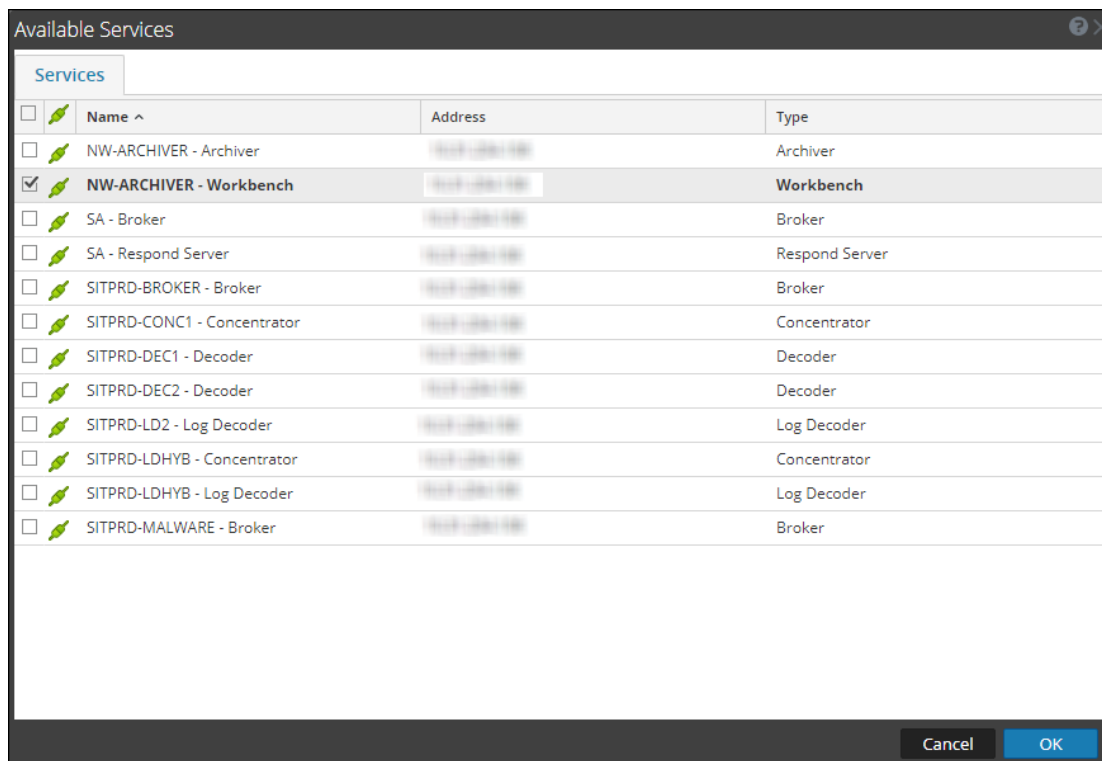 Available Services
Services
Name Address Type
NW-ARCHIVER - Archiver Archiver
NW-ARCHIVER - Workbench Workbench
SA - Broker Broker
SA - Respond Server Respond Server
SITPRD-BROKER - Broker Broker
SITPRD-CONC1 - Concentrator Concentrator
SITPRD-DEC1 - Decoder Decoder
SITPRD-DEC2 - Decoder Decoder
SITPRD-LD2 - Log Decoder Log Decoder
SITPRD-LDHYB - Concentrator Concentrator
SITPRD-LDHYB - Log Decoder Log Decoder
SITPRD-MALWARE - Broker Broker
Cancel OK